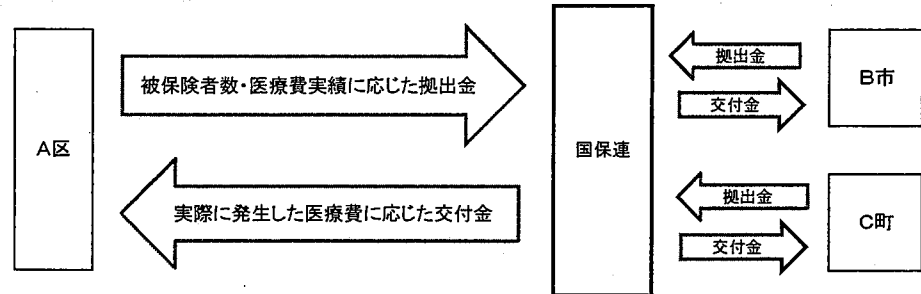 A区
被保険者数・医療費実績に応じた拠出金
実際に発生した医療費に応じた交付金
国保連
拠出金
交付金
B市
拠出金
交付金
C町